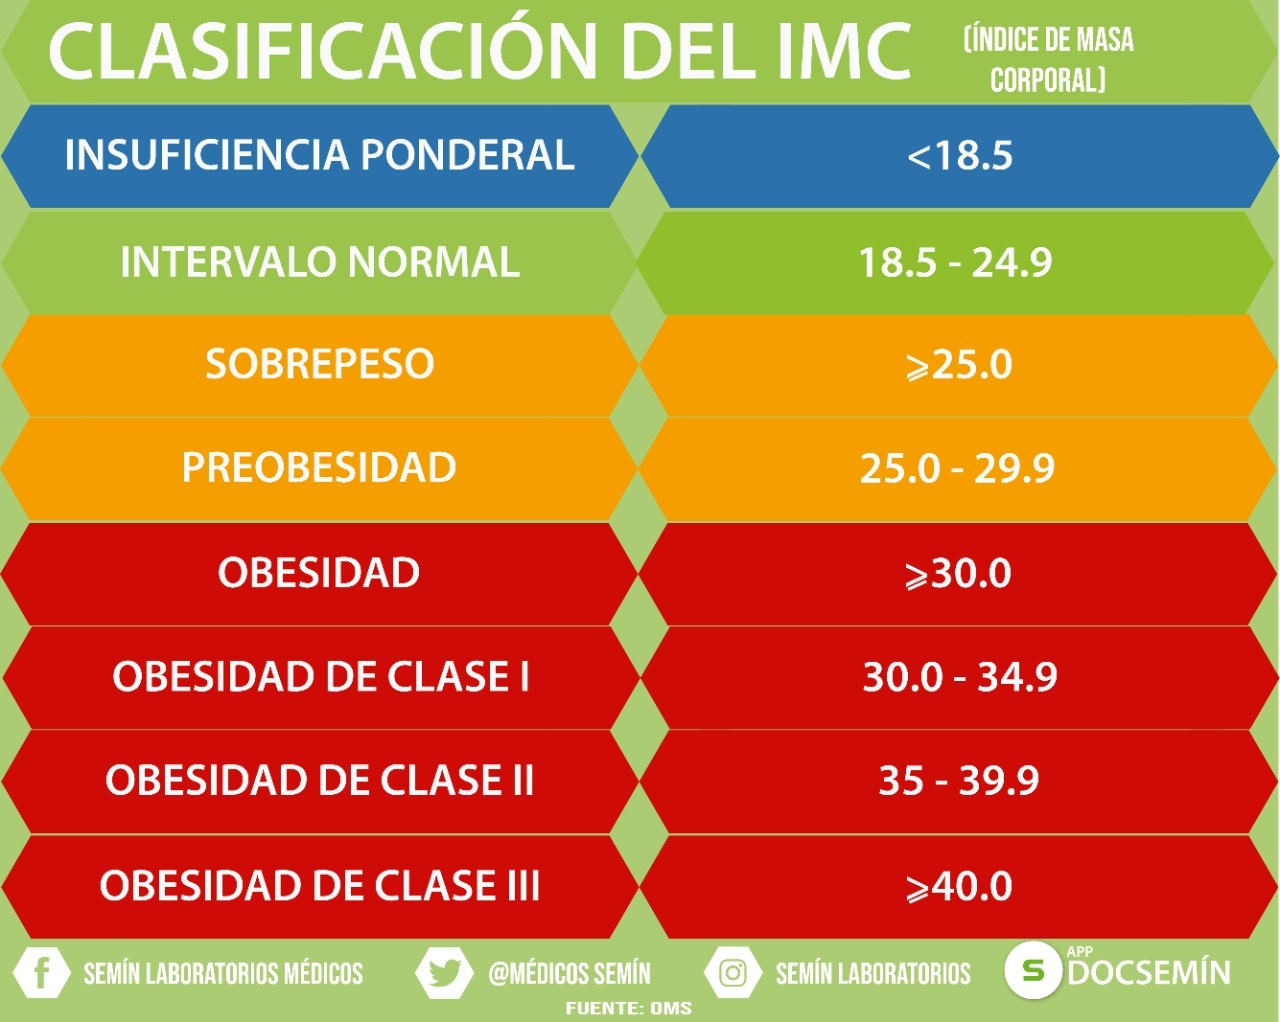 CLASIFICACIÓN DEL IMC
(ÍNDICE DE MASA
CORPORAL)
INSUFICIENCIA PONDERAL <18.5
INTERVALO NORMAL 18.5 - 24.9
SOBREPESO ⩾25.0
PREOBESIDAD 25.0 - 29.9
OBESIDAD ⩾30.0
OBESIDAD DE CLASE I 30.0 - 34.9
OBESIDAD DE CLASE II 35 - 39.9
OBESIDAD DE CLASE III ⩾40.0
f SEMÍN LABORATORIOS MÉDICOS @MÉDICOS SEMÍN SEMÍN LABORATORIOS S APP DOCSEMÍN
FUENTE: OMS